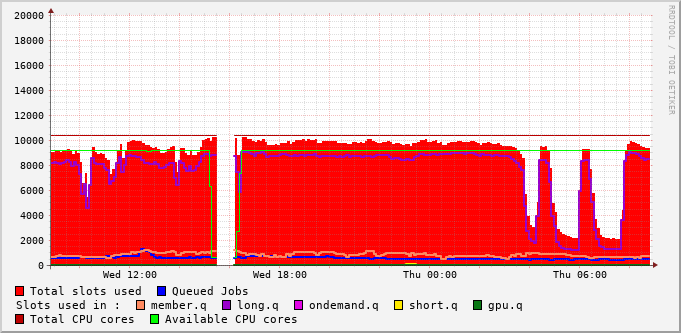 20000
18000
16000
14000
12000
10000
8000
6000
4000
2000
0
Wed 12:00 Wed 18:00 Thu 00:00 Thu 06:00
Total slots used Queued Jobs
Slots used in : member.q long.q ondemand.q short.q gpu.q
Total CPU cores Available CPU cores
RRDTOOL / TOBI OETIKER